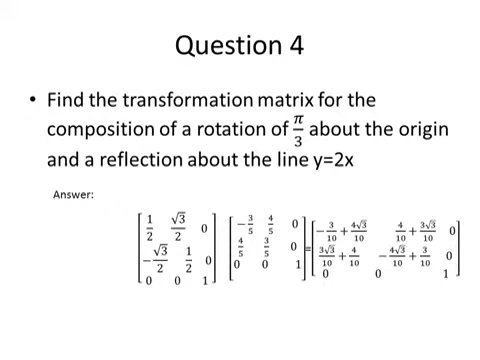 Question 4
• Find the transformation matrix for the
composition of a rotation of π/3 about the origin
and a reflection about the line y=2x
Answer:
[1/2 √3/2 0] [-3/5 4/5 0] [-3/10 + 4√3/10 4/10 + 3√3/10 0]
[-√3/2 1/2 0] [4/5 3/5 0] = [3√3/10 + 4/10 -4√3/10 + 3/10 0]
[0 0 1] [0 0 1] [0 0 1]